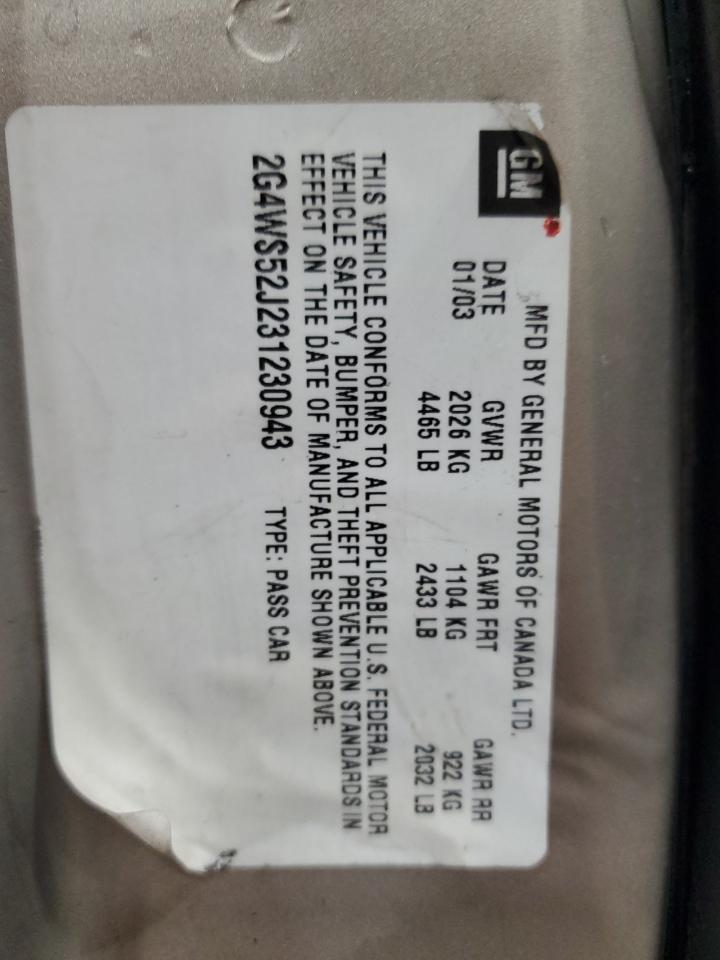 GM
MFD BY GENERAL MOTORS OF CANADA LTD.
DATE GVWR GAWR FRT GAWR RR
01/03 2026 KG 1104 KG 922 KG
4465 LB 2433 LB 2032 LB
THIS VEHICLE CONFORMS TO ALL APPLICABLE U.S. FEDERAL MOTOR
VEHICLE SAFETY, BUMPER, AND THEFT PREVENTION STANDARDS IN
EFFECT ON THE DATE OF MANUFACTURE SHOWN ABOVE.
2G4WS52J231230943 TYPE: PASS CAR